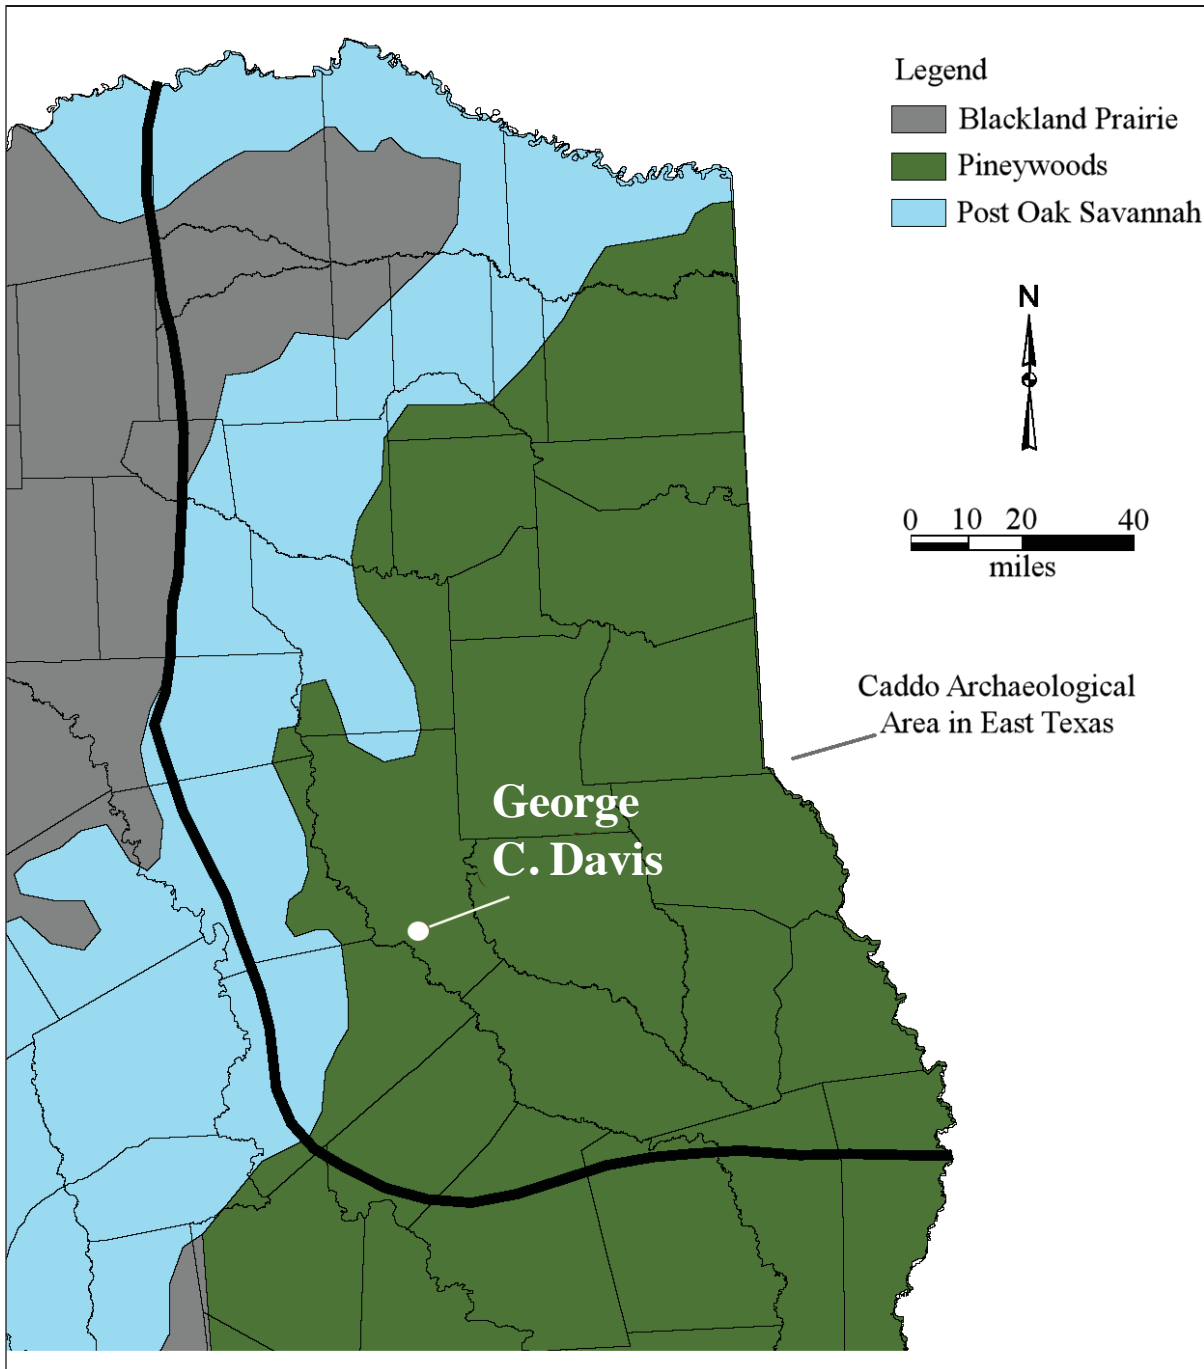 Legend
Blackland Prairie
Pineywoods
Post Oak Savannah
N
0 10 20 40
miles
Caddo Archaeological
Area in East Texas
George
C. Davis